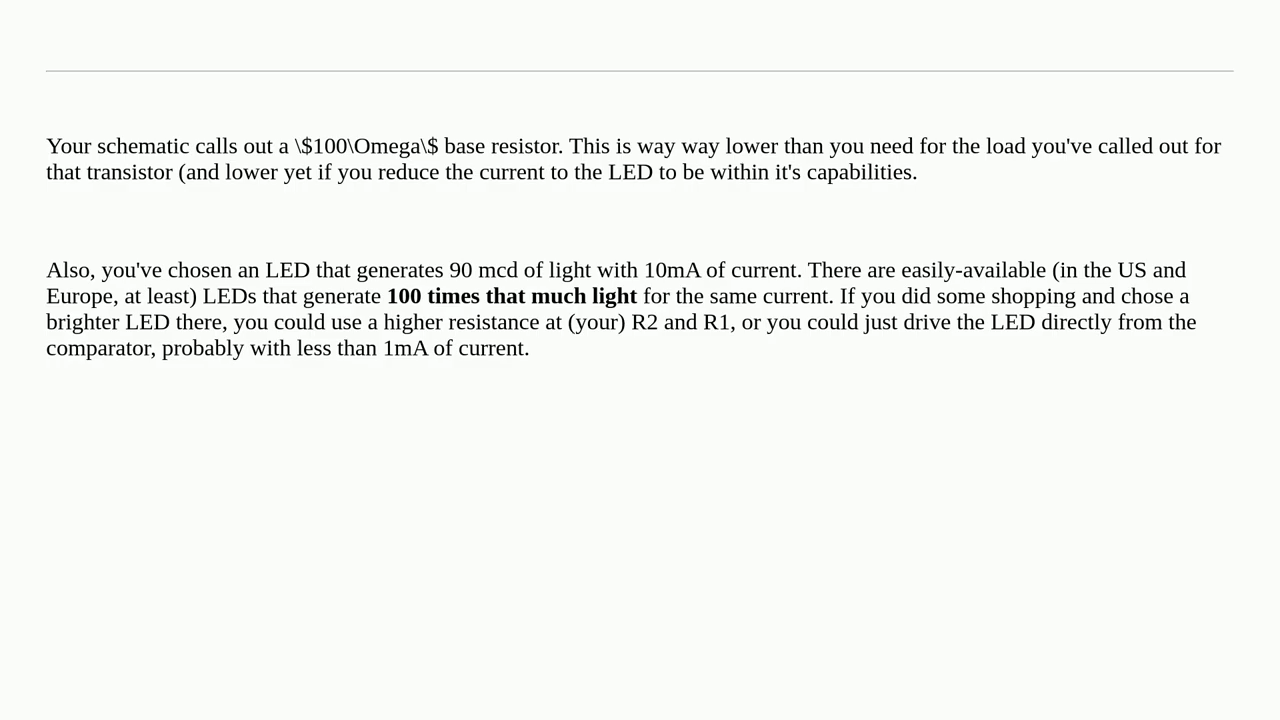 Your schematic calls out a \$100\Omega\$ base resistor. This is way way lower than you need for the load you've called out for
that transistor (and lower yet if you reduce the current to the LED to be within it's capabilities.
Also, you've chosen an LED that generates 90 mcd of light with 10mA of current. There are easily-available (in the US and
Europe, at least) LEDs that generate 100 times that much light for the same current. If you did some shopping and chose a
brighter LED there, you could use a higher resistance at (your) R2 and R1, or you could just drive the LED directly from the
comparator, probably with less than 1mA of current.